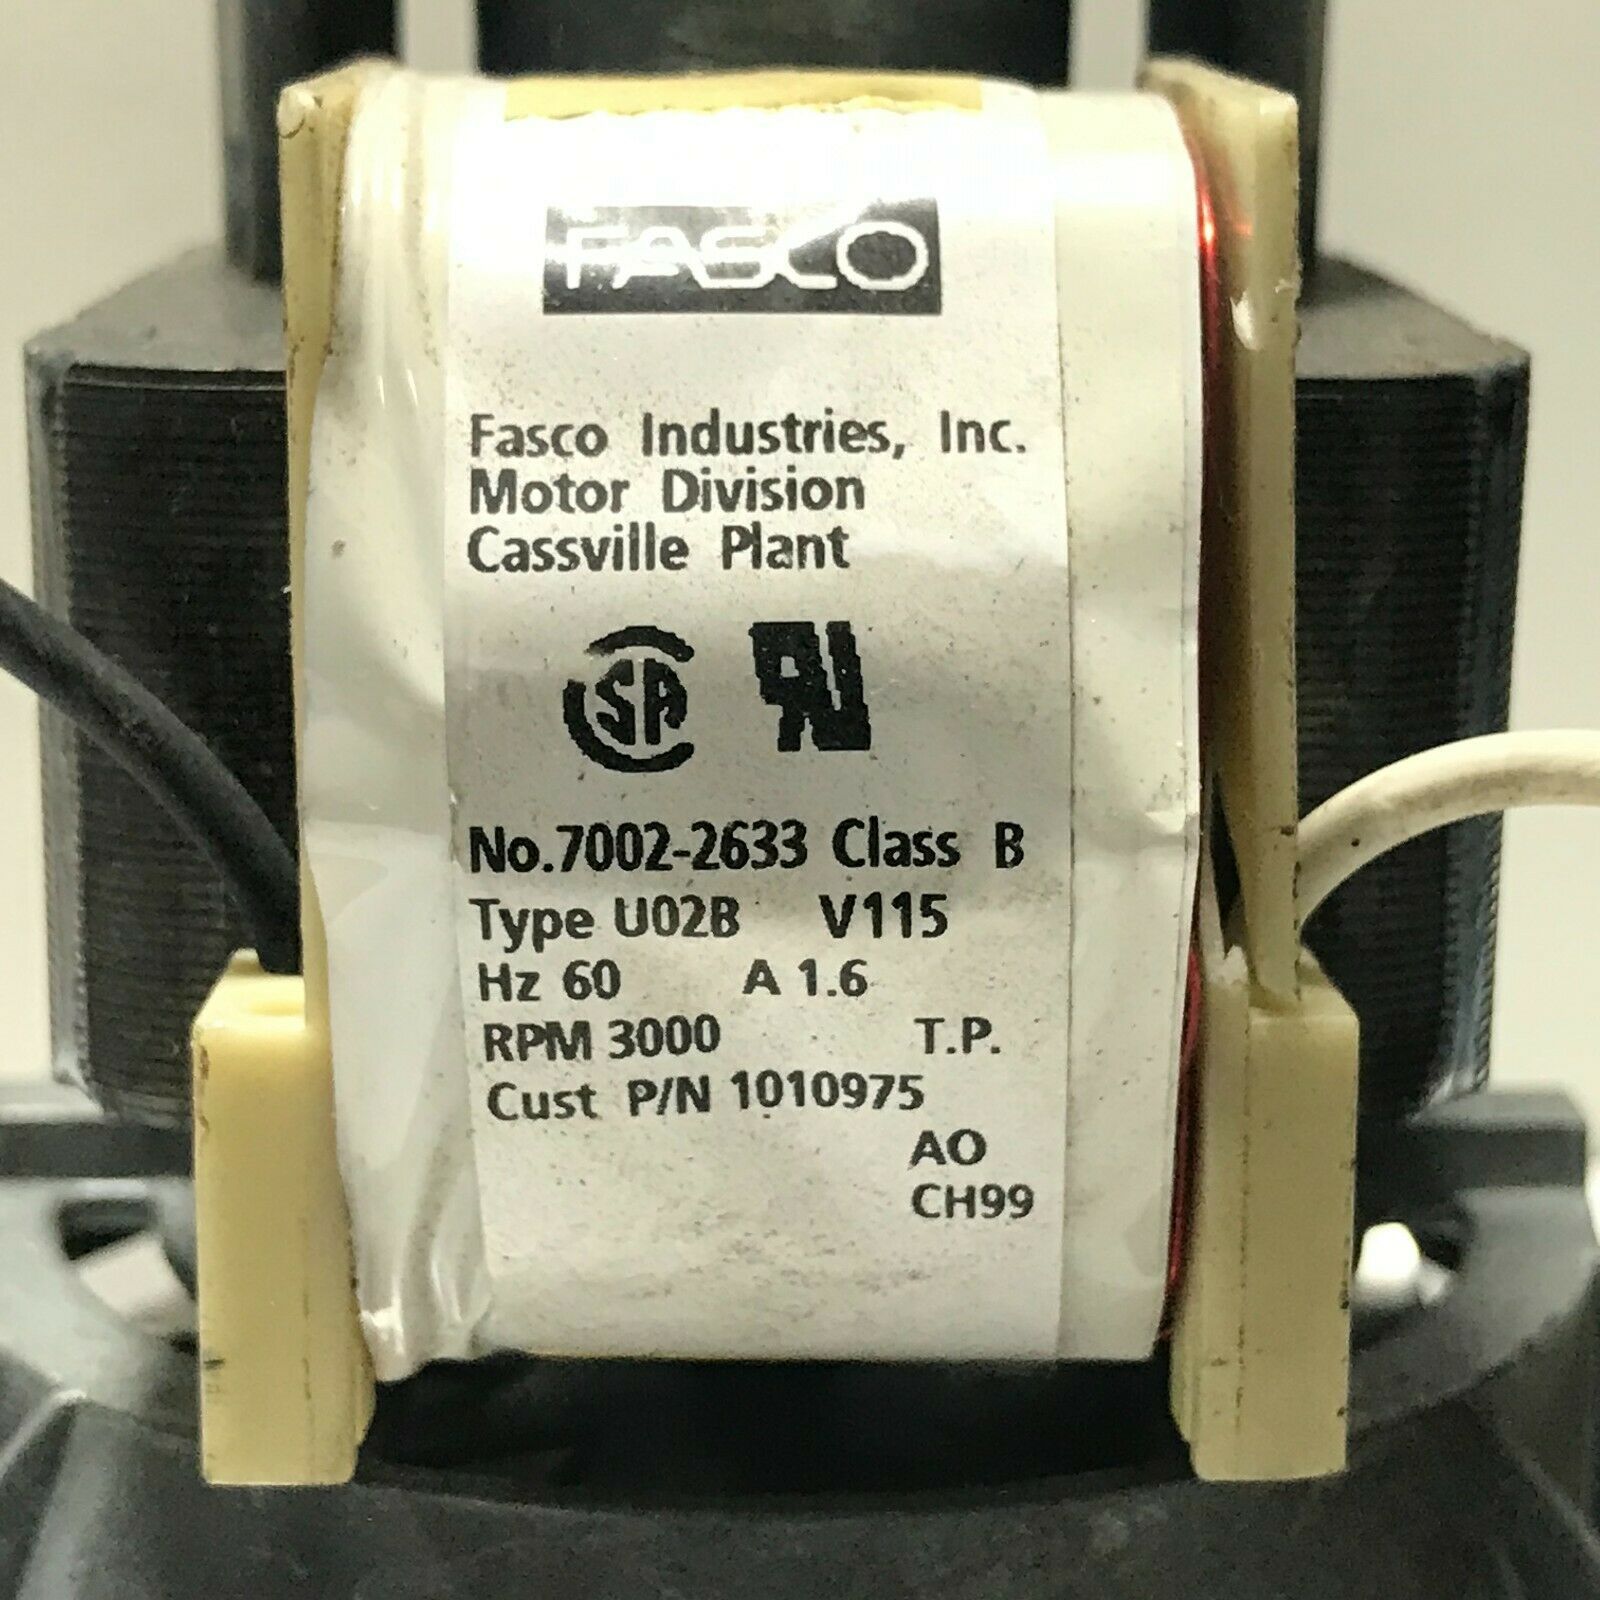 FASCO
Fasco Industries, Inc.
Motor Division
Cassville Plant
SA RU
No.7002-2633 Class B
Type U02B V115
Hz 60 A 1.6
RPM 3000 T.P.
Cust P/N 1010975
AO
CH99